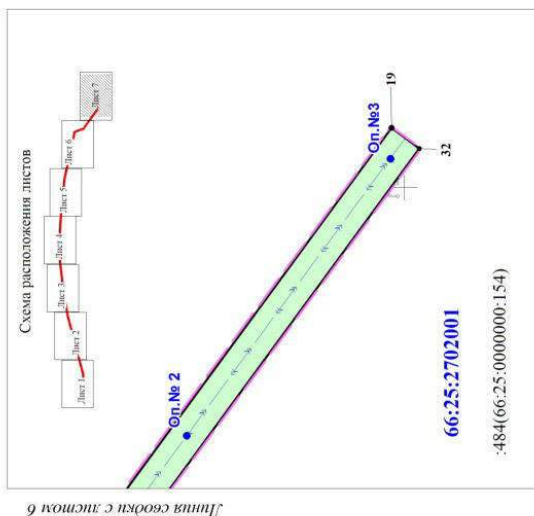 Схема расположения листов
Лист 1
Лист 2
Лист 3
Лист 4
Лист 5
Лист 6
Лист 7
19
Оп.№3
32
Оп.№ 2
66:25:2702001
:484(66:25:0000000:154)
Линия сводки с листом 6